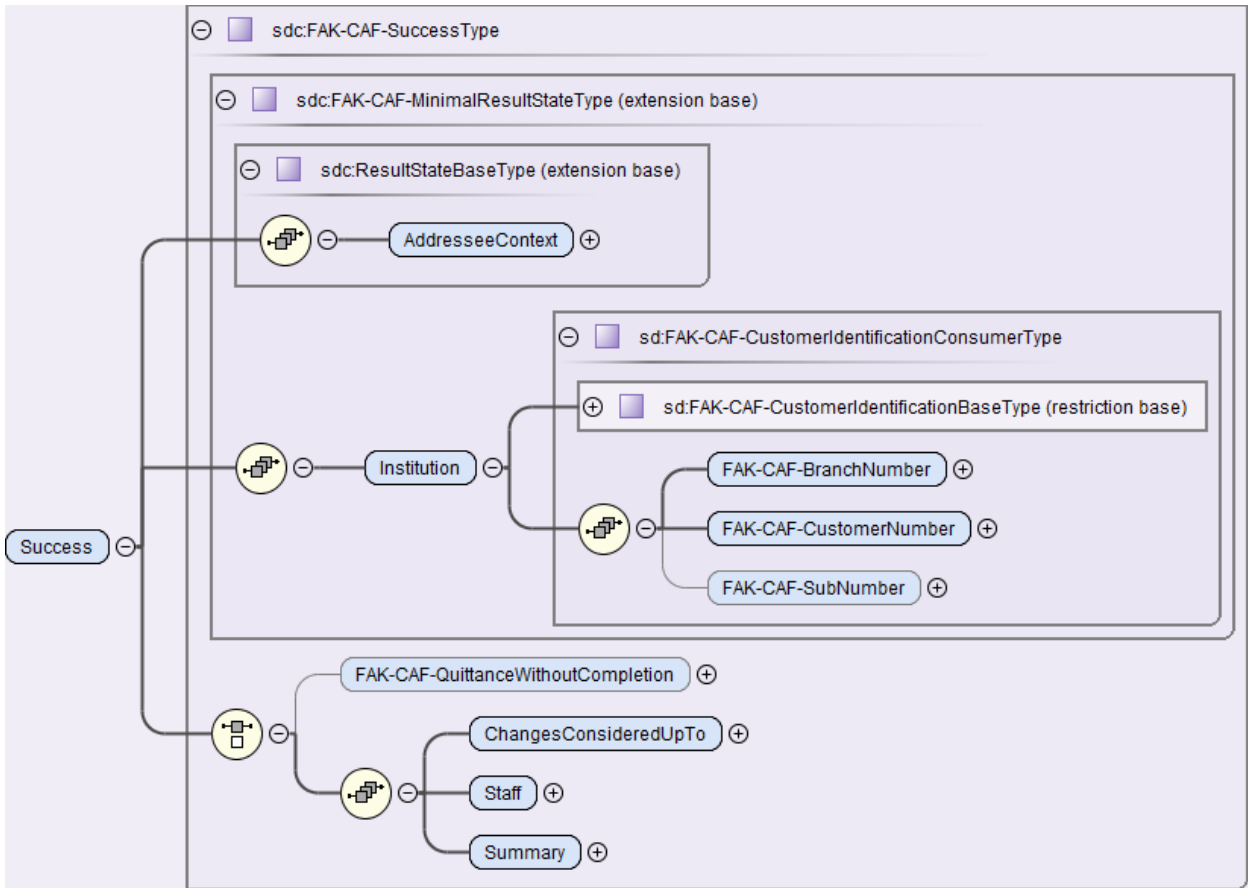 sdc:FAK-CAF-SuccessType
sdc:FAK-CAF-MinimalResultStateType (extension base)
sdc:ResultStateBaseType (extension base)
AddresseeContext
sd:FAK-CAF-CustomerIdentificationConsumerType
sd:FAK-CAF-CustomerIdentificationBaseType (restriction base)
Institution
FAK-CAF-BranchNumber
FAK-CAF-CustomerNumber
FAK-CAF-SubNumber
Success
FAK-CAF-QuittanceWithoutCompletion
ChangesConsideredUpTo
Staff
Summary